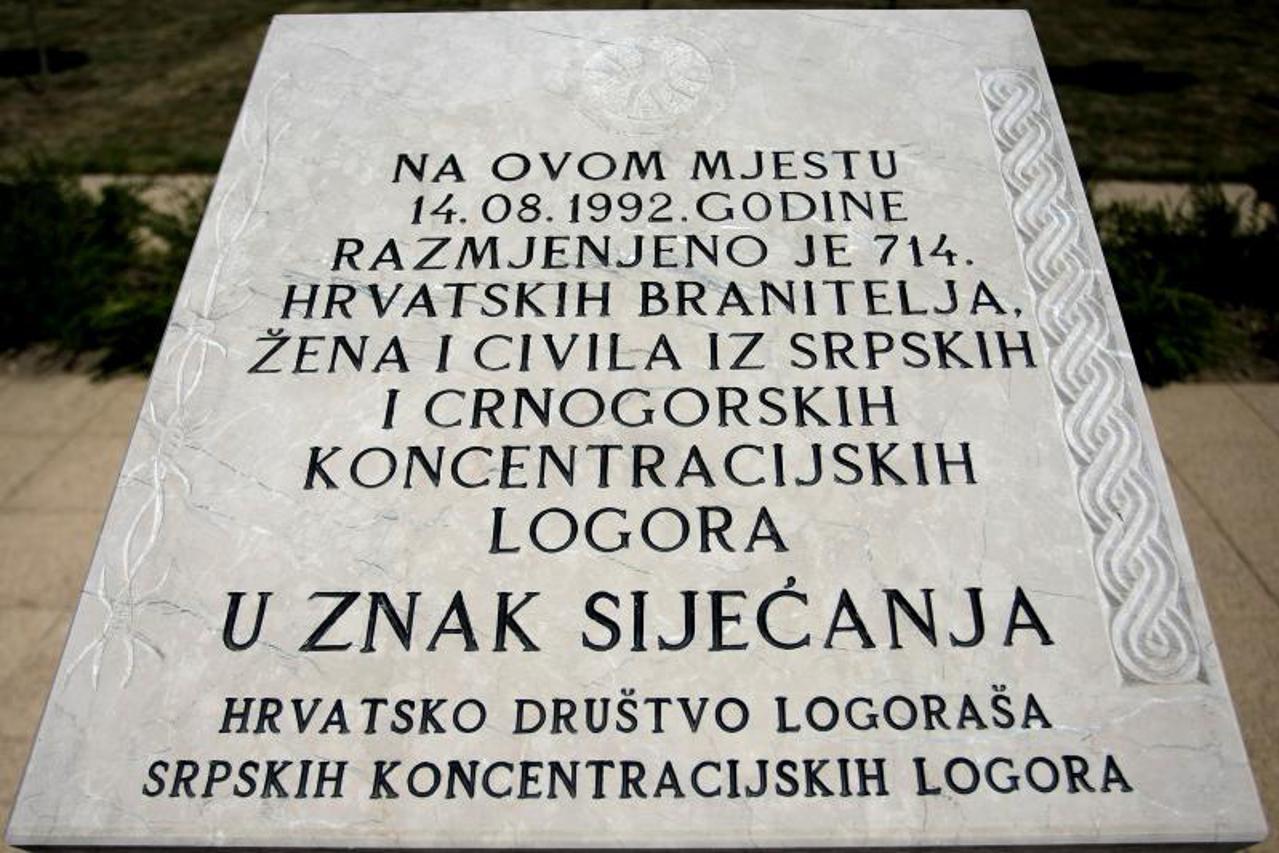 NA OVOM MJESTU
14. 08. 1992. GODINE
RAZMJENJENO JE 714.
HRVATSKIH BRANITELJA,
ŽENA I CIVILA IZ SRPSKIH
I CRNOGORSKIH
KONCENTRACIJSKIH
LOGORA
U ZNAK SIJEĆANJA
HRVATSKO DRUŠTVO LOGORAŠA
SRPSKIH KONCENTRACIJSKIH LOGORA